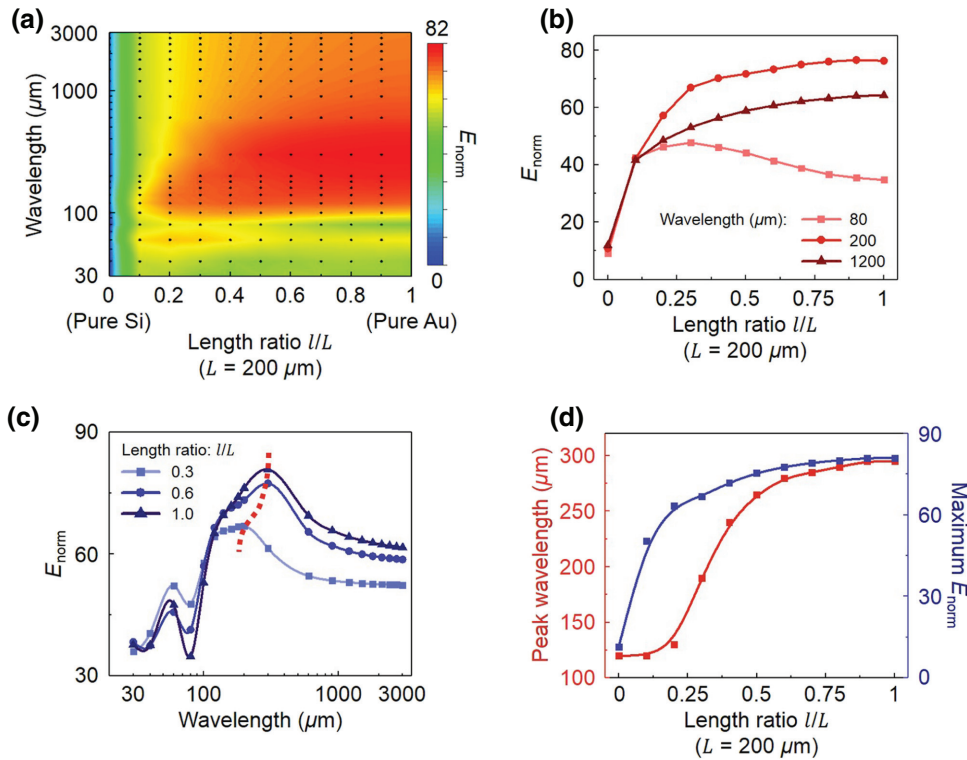 (a)
82
3000
1000
100
30
Wavelength (µm)
E_norm
0
0 0.2 0.4 0.6 0.8 1
(Pure Si) (Pure Au)
Length ratio l/L
(L = 200 µm)
(b)
80
60
40
20
0
E_norm
Wavelength (µm):
80
200
1200
0 0.25 0.5 0.75 1
Length ratio l/L
(L = 200 µm)
(c)
90
60
30
E_norm
Length ratio: l/L
0.3
0.6
1.0
30 100 1000 3000
Wavelength (µm)
(d)
300
250
200
150
100
Peak wavelength (µm)
90
60
30
0
Maximum E_norm
0 0.25 0.5 0.75 1
Length ratio l/L
(L = 200 µm)